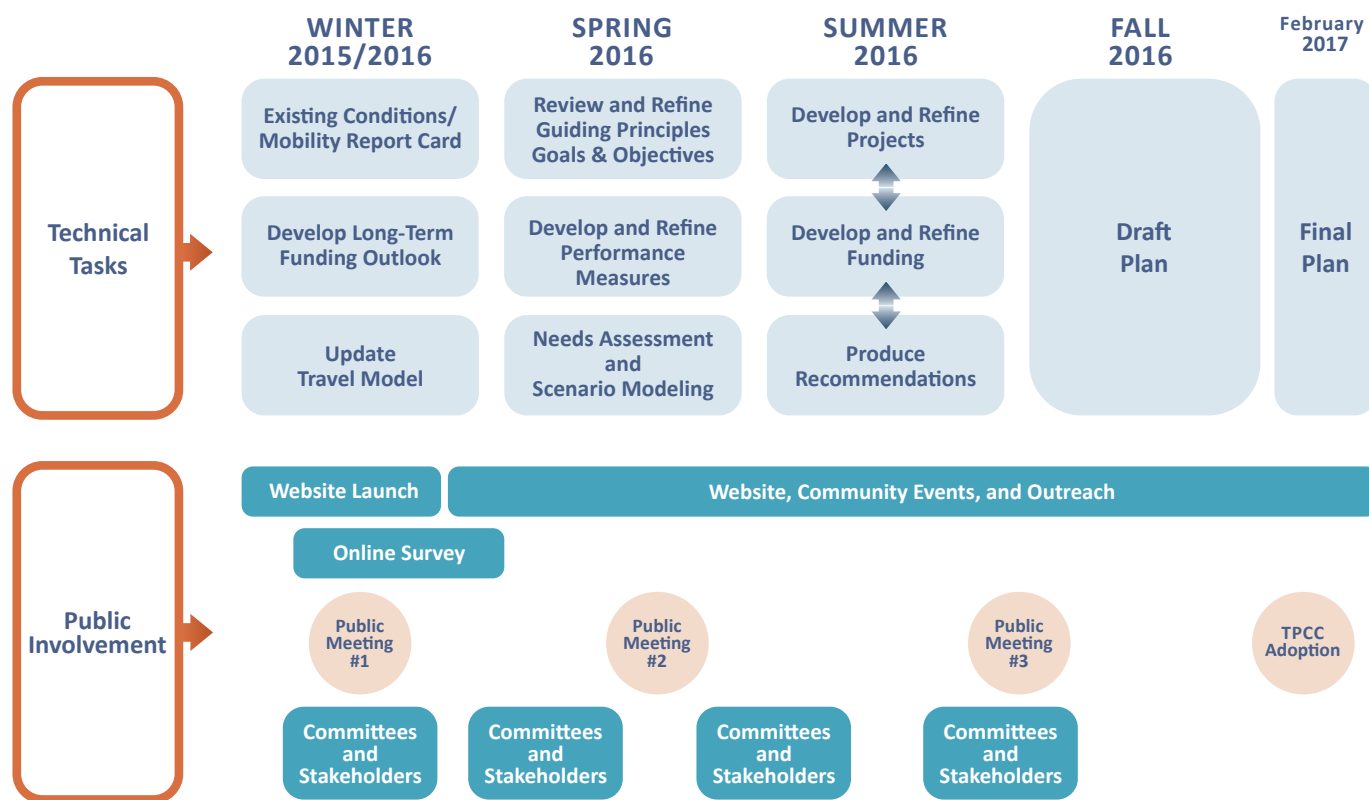 WINTER
2015/2016
SPRING
2016
SUMMER
2016
FALL
2016
February
2017
Technical
Tasks
Existing Conditions/
Mobility Report Card
Develop Long-Term
Funding Outlook
Update
Travel Model
Review and Refine
Guiding Principles
Goals & Objectives
Develop and Refine
Performance
Measures
Needs Assessment
and
Scenario Modeling
Develop and Refine
Projects
Develop and Refine
Funding
Produce
Recommendations
Draft
Plan
Final
Plan
Public
Involvement
Website Launch
Website, Community Events, and Outreach
Online Survey
Public
Meeting
#1
Public
Meeting
#2
Public
Meeting
#3
TPCC
Adoption
Committees
and
Stakeholders
Committees
and
Stakeholders
Committees
and
Stakeholders
Committees
and
Stakeholders